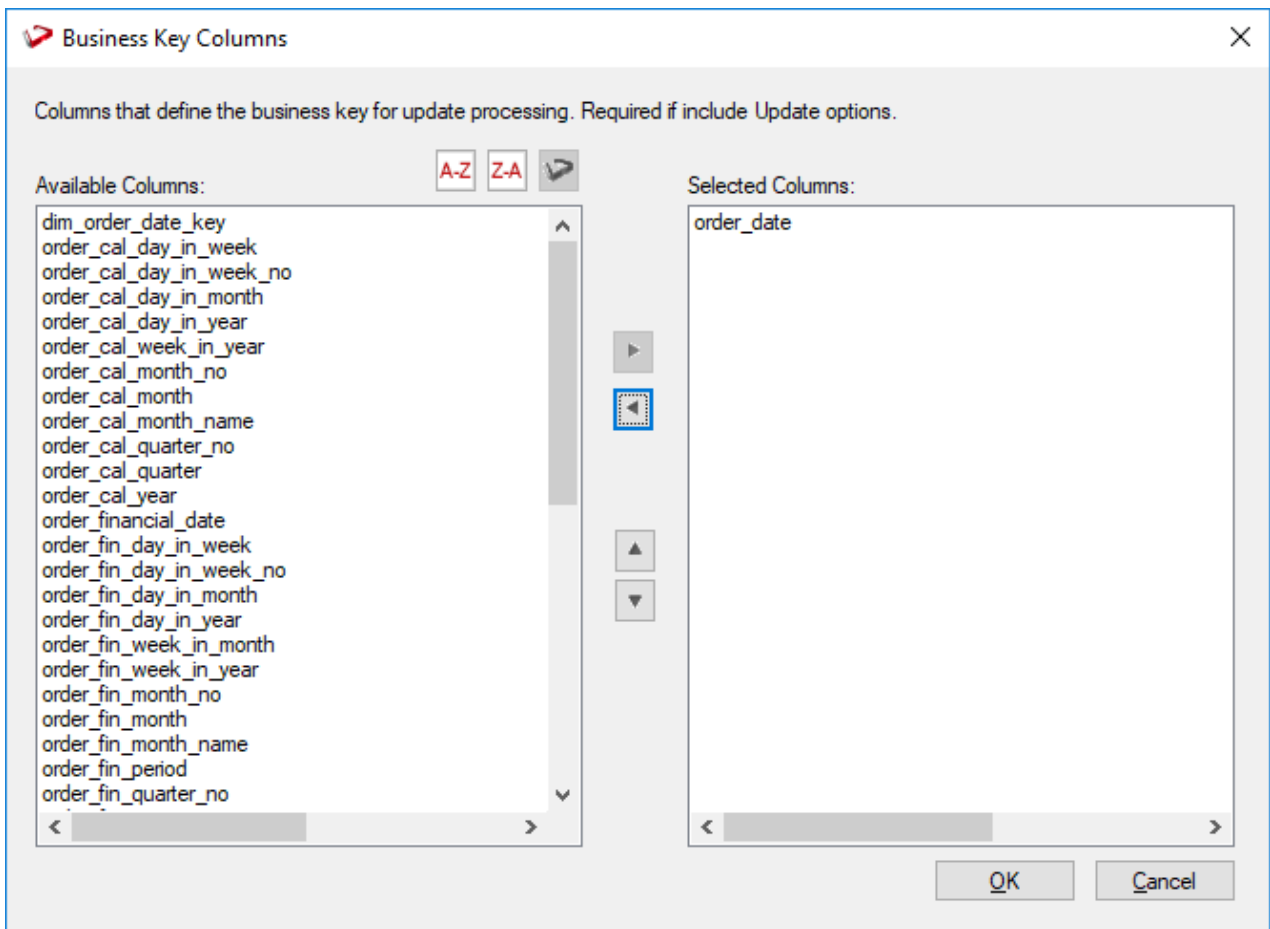 Business Key Columns
Columns that define the business key for update processing. Required if include Update options.
A-Z Z-A
Available Columns:
dim_order_date_key
order_cal_day_in_week
order_cal_day_in_week_no
order_cal_day_in_month
order_cal_day_in_year
order_cal_week_in_year
order_cal_month_no
order_cal_month
order_cal_month_name
order_cal_quarter_no
order_cal_quarter
order_cal_year
order_financial_date
order_fin_day_in_week
order_fin_day_in_week_no
order_fin_day_in_month
order_fin_day_in_year
order_fin_week_in_month
order_fin_week_in_year
order_fin_month_no
order_fin_month
order_fin_month_name
order_fin_period
order_fin_quarter_no
Selected Columns:
order_date
OK Cancel